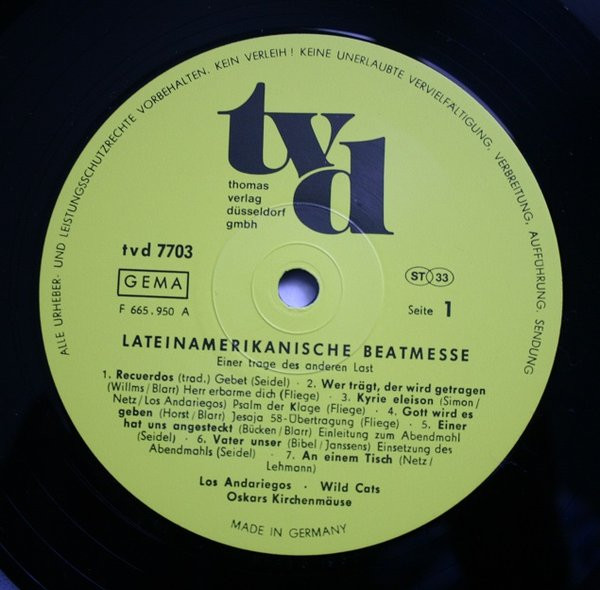 ALLE URHEBER- UND LEISTUNGSSCHUTZRECHTE VORBEHALTEN. KEIN VERLEIH! KEINE UNERLAUBTE VERVIELFÄLTIGUNG, VERBREITUNG, AUFFÜHRUNG, SENDUNG
tvd
thomas
verlag
düsseldorf
gmbh
tvd 7703
GEMA
F 665.950 A
ST 33
Seite 1
LATEINAMERIKANISCHE BEATMESSE
Einer trage des anderen Last
1. Recuerdos (trad.) Gebet (Seidel) · 2. Wer trägt, der wird getragen
(Willms/Blarr) Herr erbarme dich (Fliege) · 3. Kyrie eleison (Simon/
Netz/Los Andariegos) Psalm der Klage (Fliege) · 4. Gott wird es
geben (Horst/Blarr) Jesaja 58-Übertragung (Fliege) · 5. Einer
hat uns angesteckt (Bücken/Blarr) Einleitung zum Abendmahl
(Seidel) · 6. Vater unser (Bibel/Janssens) Einsetzung des
Abendmahls (Seidel) · 7. An einem Tisch (Netz/
Lehmann)
Los Andariegos · Wild Cats
Oskars Kirchenmäuse
MADE IN GERMANY